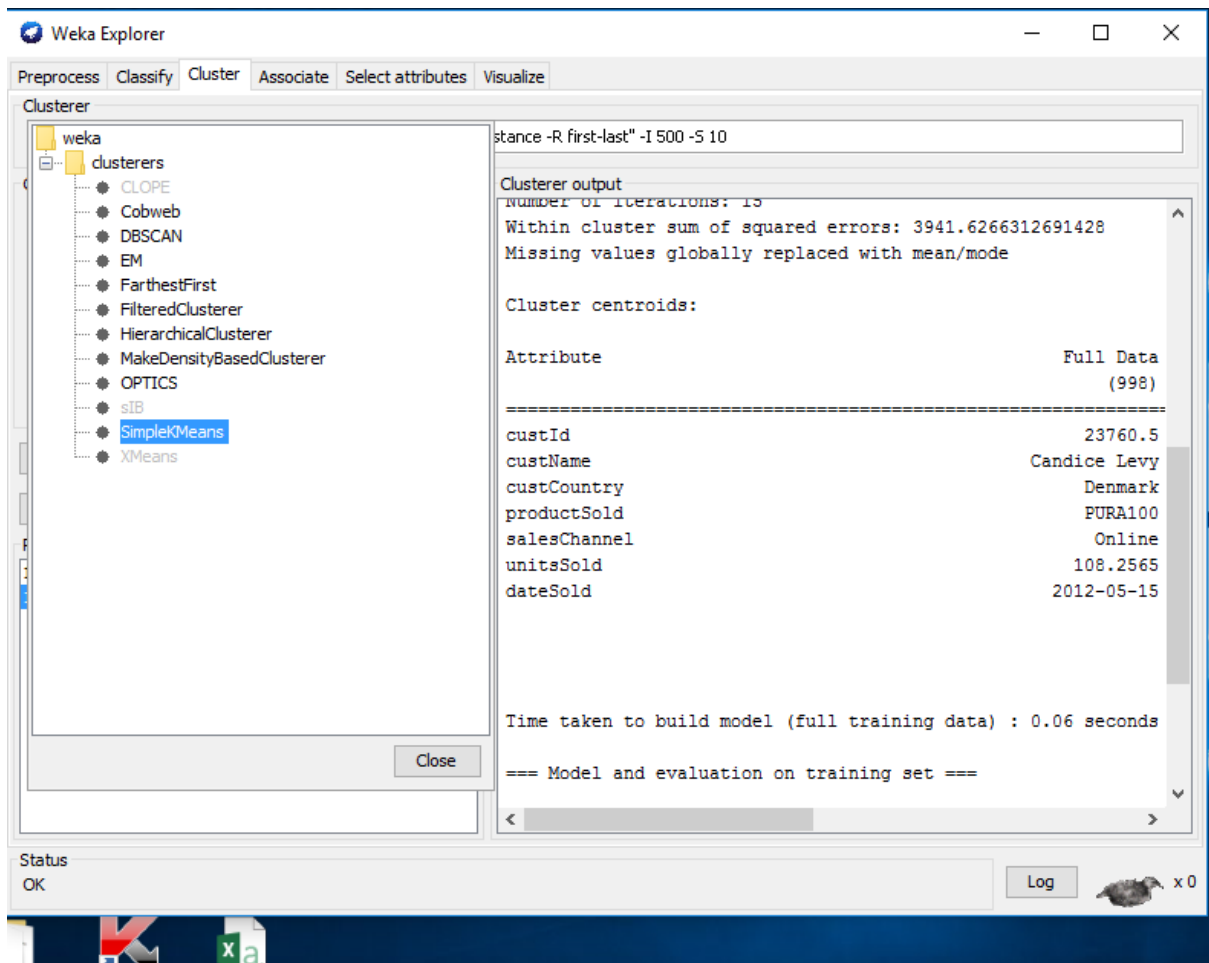 Weka Explorer
Preprocess Classify Cluster Associate Select attributes Visualize
Clusterer
stance -R first-last" -I 500 -S 10
weka
clusterers
CLOPE
Cobweb
DBSCAN
EM
FarthestFirst
FilteredClusterer
HierarchicalClusterer
MakeDensityBasedClusterer
OPTICS
sIB
SimpleKMeans
XMeans
Close
Clusterer output
Number of iterations: 15
Within cluster sum of squared errors: 3941.6266312691428
Missing values globally replaced with mean/mode
Cluster centroids:
Attribute Full Data
(998)
==============================================================
custId 23760.5
custName Candice Levy
custCountry Denmark
productSold PURA100
salesChannel Online
unitsSold 108.2565
dateSold 2012-05-15
Time taken to build model (full training data) : 0.06 seconds
=== Model and evaluation on training set ===
Status
OK
Log
x 0